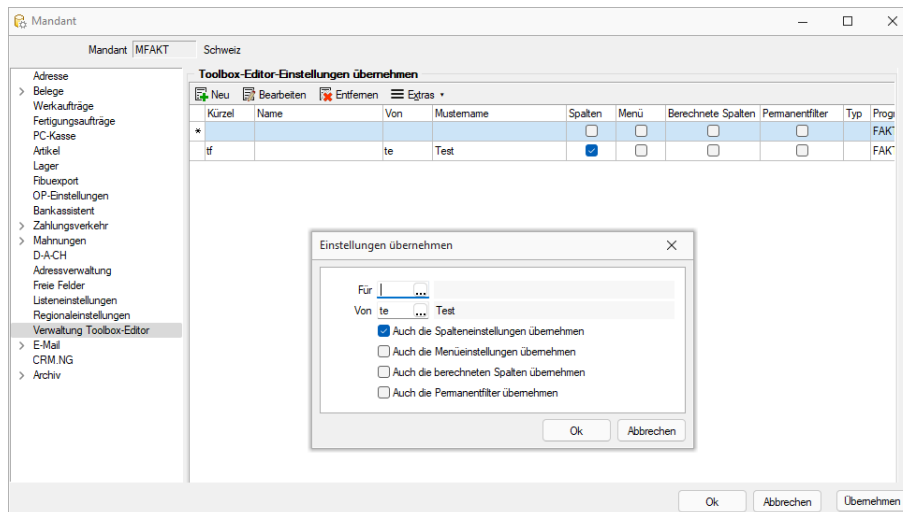 Mandant
Mandant MFAKT Schweiz
Adresse
Belege
Werkaufträge
Fertigungsaufträge
PC-Kasse
Artikel
Lager
Fibuexport
OP-Einstellungen
Bankassistent
Zahlungsverkehr
Mahnungen
D-A-CH
Adressverwaltung
Freie Felder
Listeneinstellungen
Regionaleinstellungen
Verwaltung Toolbox-Editor
E-Mail
CRM.NG
Archiv
Toolbox-Editor-Einstellungen übernehmen
Neu Bearbeiten Entfernen Extras
Kürzel Name Von Mustername Spalten Menü Berechnete Spalten Permanentfilter Typ Progr
* FAKT
tf te Test FAKT
Einstellungen übernehmen
Für ...
Von te ... Test
Auch die Spalteneinstellungen übernehmen
Auch die Menüeinstellungen übernehmen
Auch die berechneten Spalten übernehmen
Auch die Permanentfilter übernehmen
Ok Abbrechen
Ok Abbrechen Übernehmen